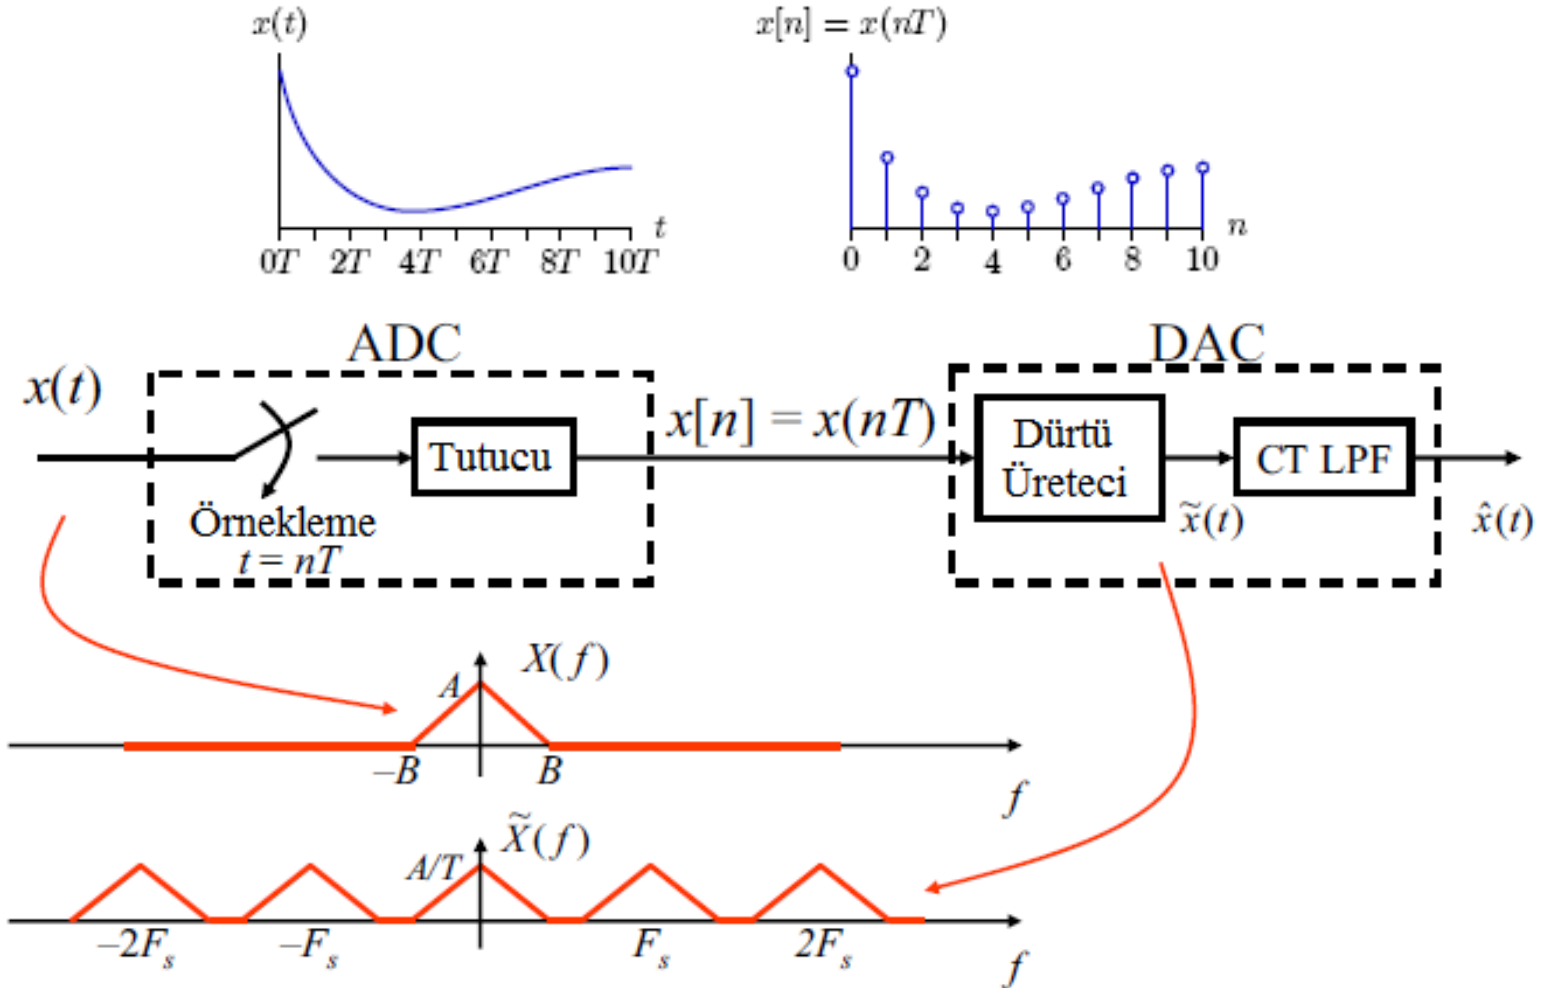 x(t)
x[n] = x(nT)
t
0T 2T 4T 6T 8T 10T
n
0 2 4 6 8 10
ADC
DAC
x(t)
Tutucu
x[n] = x(nT)
Dürtü
Üreteci
CT LPF
Örnekleme
t = nT
x̃(t)
x̂(t)
X(f)
A
–B
B
f
X̃(f)
A/T
–2Fₛ
–Fₛ
Fₛ
2Fₛ
f